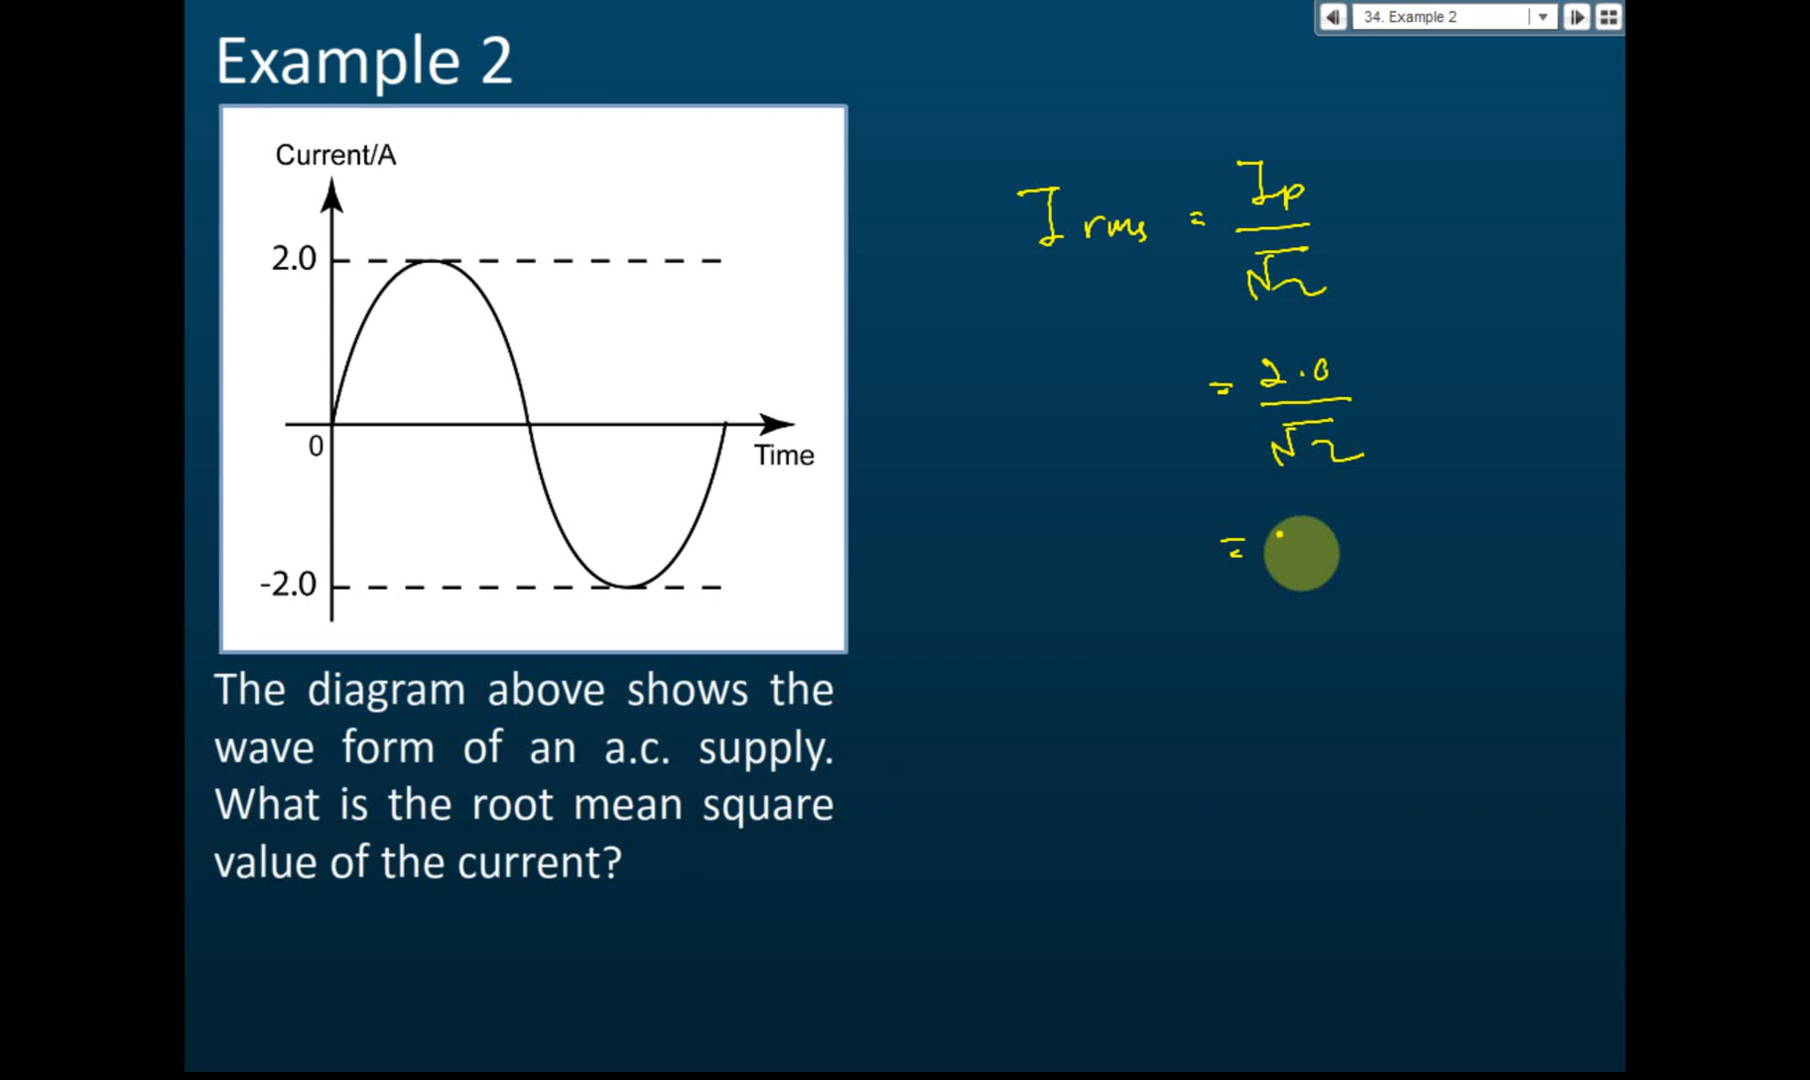 34. Example 2
Example 2
Current/A
2.0
0
Time
-2.0
The diagram above shows the
wave form of an a.c. supply.
What is the root mean square
value of the current?
I rms = Ip/√2
= 2.0/√2
=